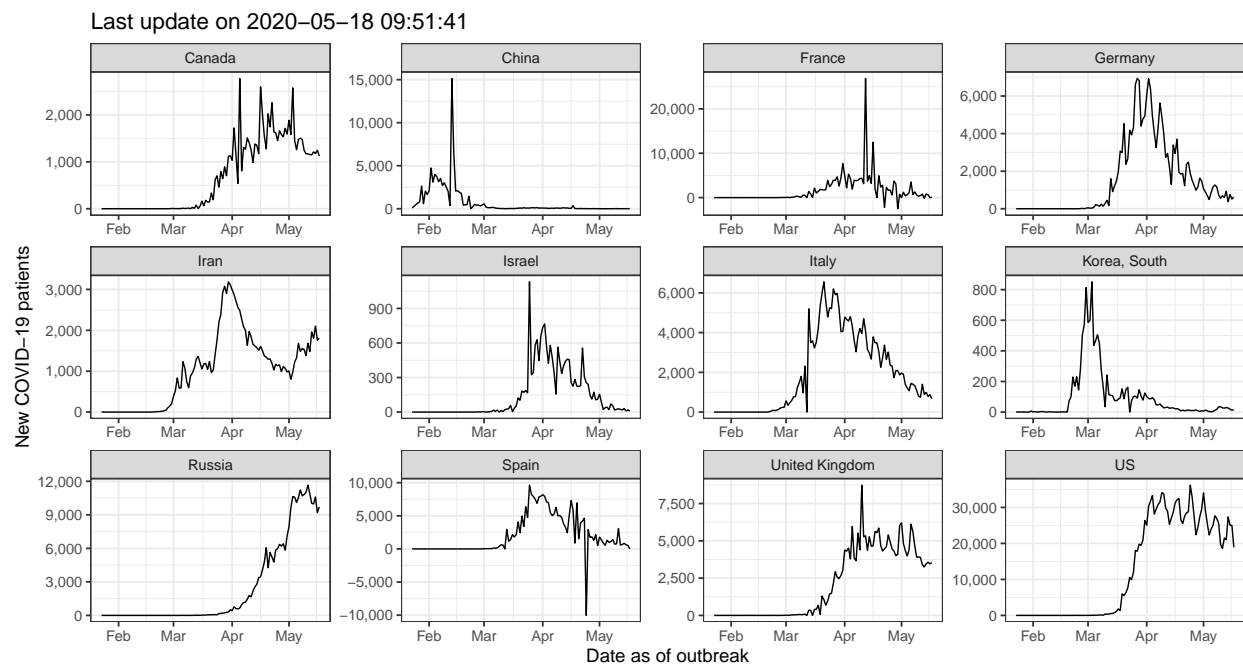 Last update on 2020−05−18 09:51:41
Canada
China
France
Germany
2,000
1,000
0
15,000
10,000
5,000
0
20,000
10,000
0
6,000
4,000
2,000
0
Feb Mar Apr May
Feb Mar Apr May
Feb Mar Apr May
Feb Mar Apr May
Iran
Israel
Italy
Korea, South
3,000
2,000
1,000
0
900
600
300
0
6,000
4,000
2,000
0
800
600
400
200
0
Feb Mar Apr May
Feb Mar Apr May
Feb Mar Apr May
Feb Mar Apr May
Russia
Spain
United Kingdom
US
12,000
9,000
6,000
3,000
0
10,000
5,000
0
−5,000
−10,000
7,500
5,000
2,500
0
30,000
20,000
10,000
0
Feb Mar Apr May
Feb Mar Apr May
Feb Mar Apr May
Feb Mar Apr May
New COVID−19 patients
Date as of outbreak